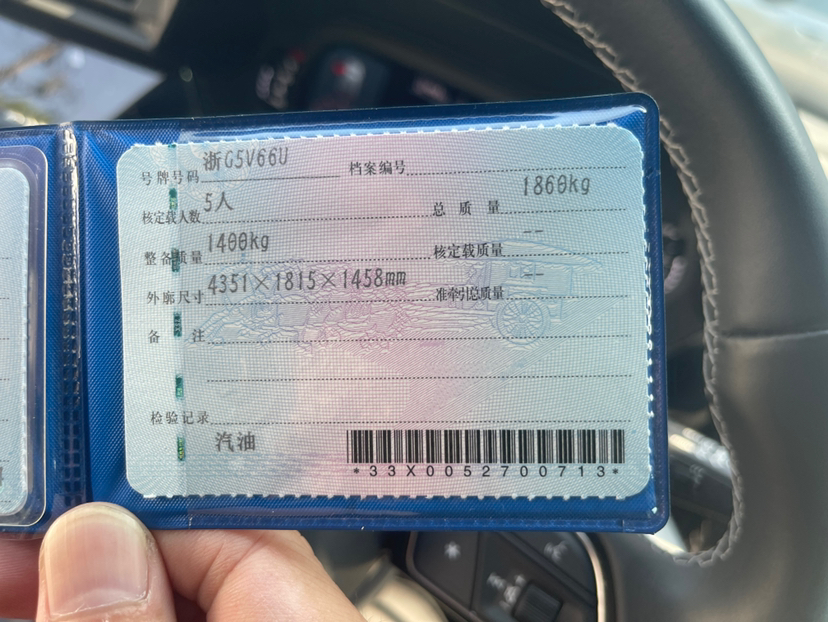 号牌号码 浙G5V66U 档案编号
核定载人数 5人 总质量 1860kg
整备质量 1400kg 核定载质量 --
外廓尺寸 4351×1815×1458mm 准牵引总质量 --
备注
检验记录
汽油
*33X0052700713*